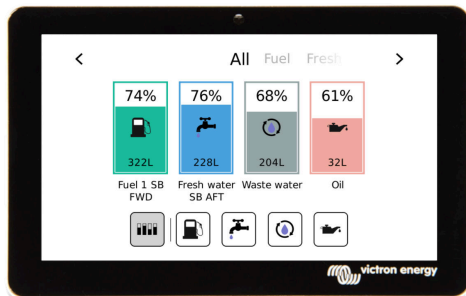 All Fuel Fresh
74% 76% 68% 61%
322L 228L 204L 32L
Fuel 1 SB Fresh water Waste water Oil
FWD SB AFT
victron energy